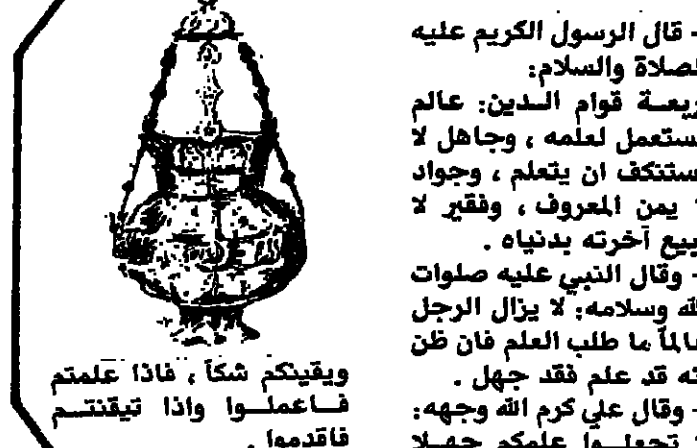 - قال الرسول الكريم عليه
الصلاة والسلام:
قوام الدين: عالم
مستعمل لعلمه ، وجاهل لا
يستنكف ان يتعلم ، وجواد
يمن المعروف ، وفقير لا
يبيع آخرته بدنياه .
- وقال النبي عليه صلوات
الله وسلامه: لا يزال الرجل
عالماً ما طلب العلم فان ظن
انه قد علم فقد جهل .
- وقال علي كرم الله وجهه:
تجعلوا علمكم جهلا
ويقينكم شكاً ، فاذا علمتم
فاعملوا واذا تيقنتم
فاقدموا .